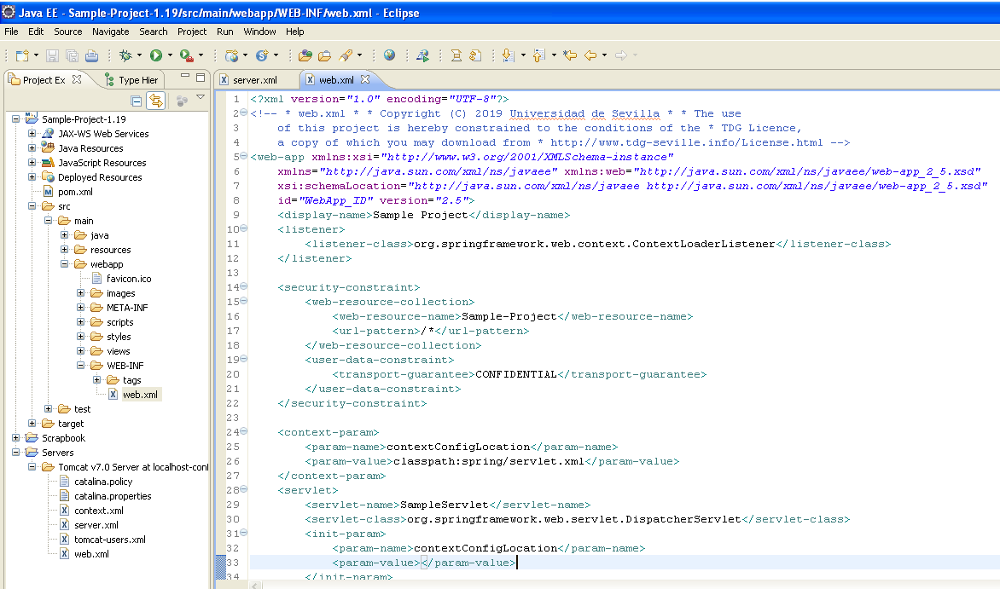 Java EE - Sample-Project-1.19/src/main/webapp/WEB-INF/web.xml - Eclipse
File Edit Source Navigate Search Project Run Window Help
Project Ex Type Hier
Sample-Project-1.19
JAX-WS Web Services
Java Resources
JavaScript Resources
Deployed Resources
pom.xml
src
main
java
resources
webapp
favicon.ico
images
META-INF
scripts
styles
views
WEB-INF
tags
web.xml
test
target
Scrapbook
Servers
Tomcat v7.0 Server at localhost-conf
catalina.policy
catalina.properties
context.xml
server.xml
tomcat-users.xml
web.xml
server.xml web.xml
1 <?xml version="1.0" encoding="UTF-8"?>
2 <!-- * web.xml * * Copyright (C) 2019 Universidad de Sevilla * * The use
3 of this project is hereby constrained to the conditions of the * TDG Licence,
4 a copy of which you may download from * http://www.tdg-seville.info/License.html -->
5 <web-app xmlns:xsi="http://www.w3.org/2001/XMLSchema-instance"
6 xmlns="http://java.sun.com/xml/ns/javaee" xmlns:web="http://java.sun.com/xml/ns/javaee/web-app_2_5.xsd"
7 xsi:schemaLocation="http://java.sun.com/xml/ns/javaee http://java.sun.com/xml/ns/javaee/web-app_2_5.xsd"
8 id="WebApp_ID" version="2.5">
9 <display-name>Sample Project</display-name>
10 <listener>
11 <listener-class>org.springframework.web.context.ContextLoaderListener</listener-class>
12 </listener>
13
14 <security-constraint>
15 <web-resource-collection>
16 <web-resource-name>Sample-Project</web-resource-name>
17 <url-pattern>/*</url-pattern>
18 </web-resource-collection>
19 <user-data-constraint>
20 <transport-guarantee>CONFIDENTIAL</transport-guarantee>
21 </user-data-constraint>
22 </security-constraint>
23
24 <context-param>
25 <param-name>contextConfigLocation</param-name>
26 <param-value>classpath:spring/servlet.xml</param-value>
27 </context-param>
28 <servlet>
29 <servlet-name>SampleServlet</servlet-name>
30 <servlet-class>org.springframework.web.servlet.DispatcherServlet</servlet-class>
31 <init-param>
32 <param-name>contextConfigLocation</param-name>
33 <param-value></param-value>
34 </init-param>